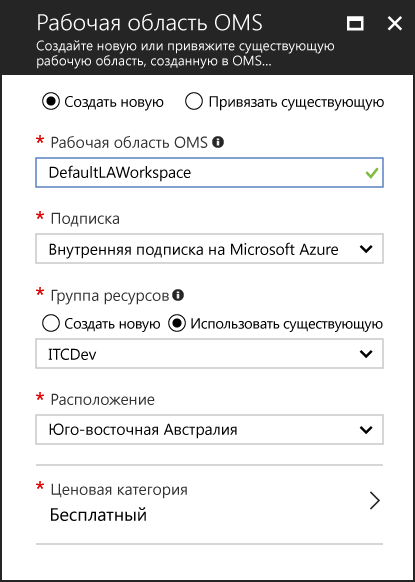 Рабочая область OMS
Создайте новую или привяжите существующую
рабочую область, созданную в OMS...
Создать новую Привязать существующую
* Рабочая область OMS
DefaultLAWorkspace
* Подписка
Внутренняя подписка на Microsoft Azure
* Группа ресурсов
Создать новую Использовать существующую
ITCDev
* Расположение
Юго-восточная Австралия
* Ценовая категория
Бесплатный